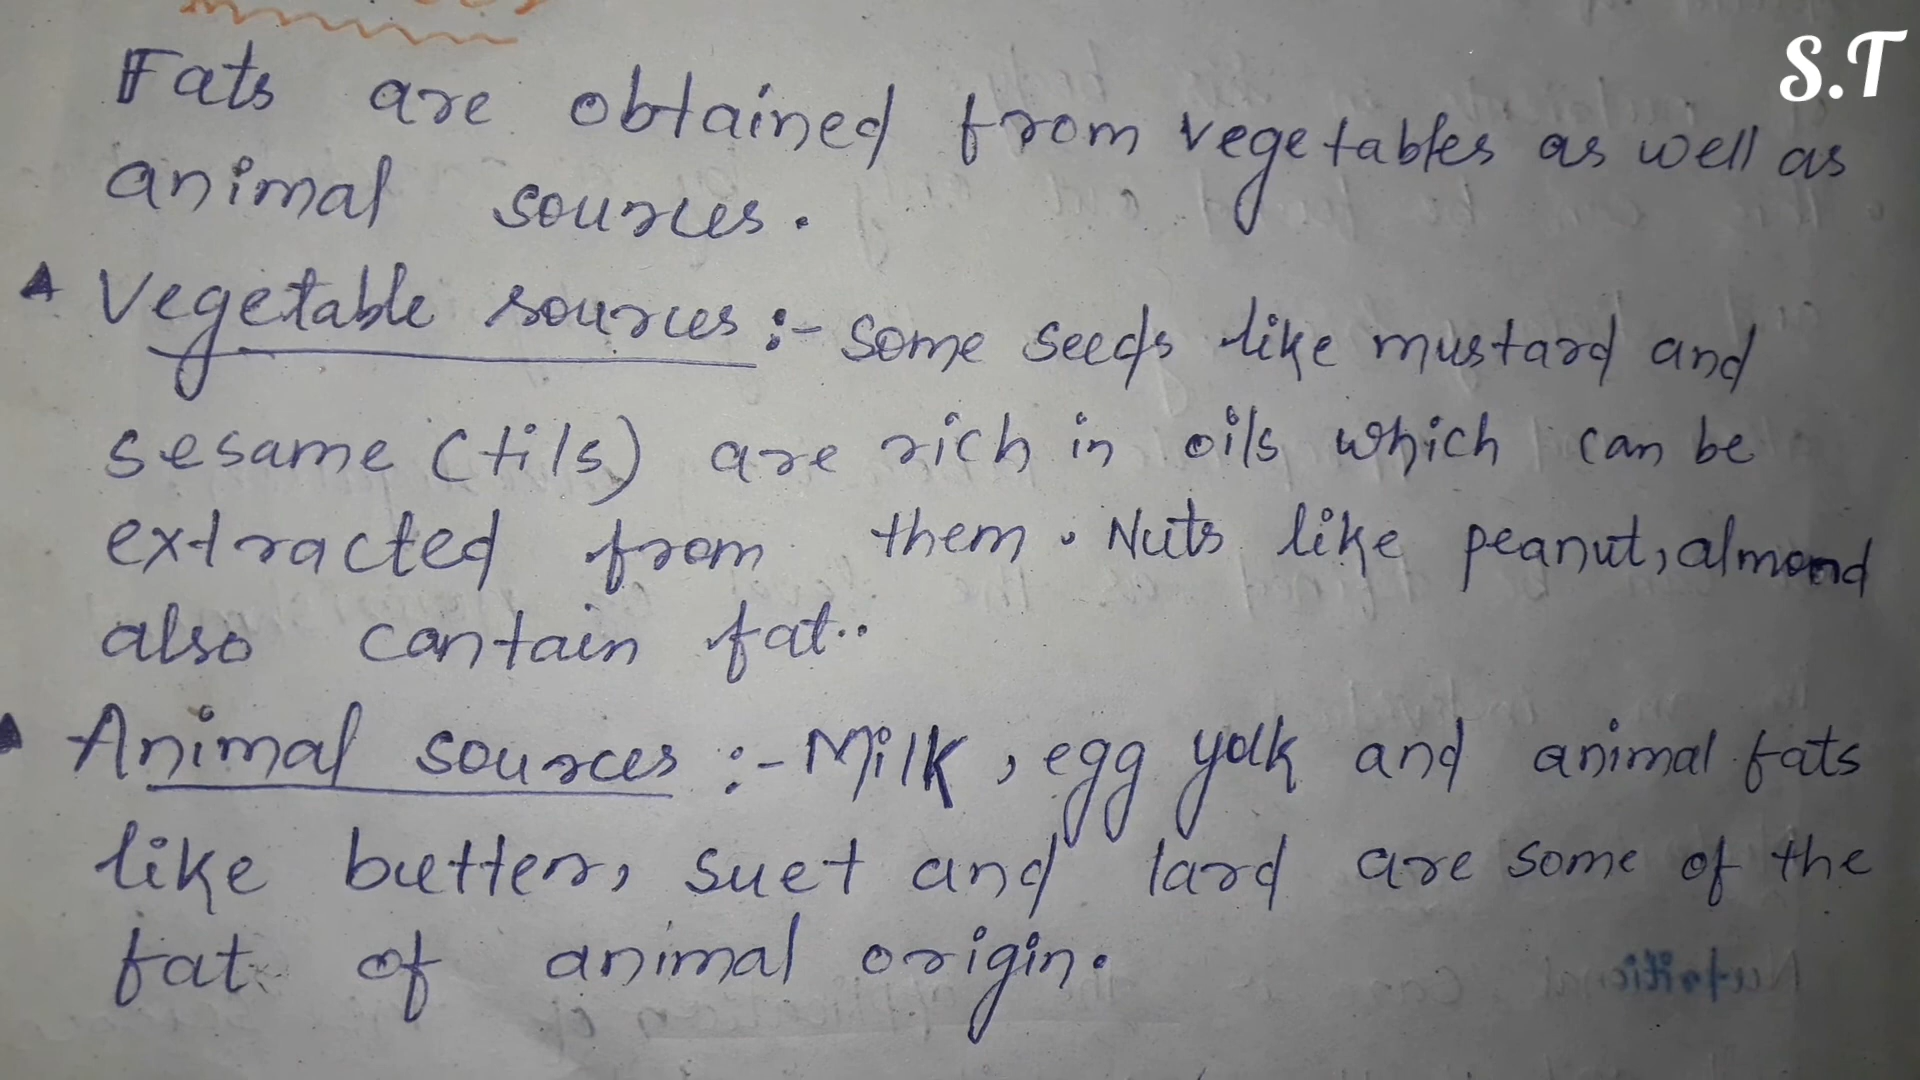 S.T
Fats are obtained from vegetables as well as
animal sources.
Vegetable sources :- Some seeds like mustard and
sesame (tils) are rich in oils which can be
extracted from them. Nuts like peanut, almond
also contain fat..
Animal sources :- Milk, egg yolk and animal fats
like butter, suet and lard are some of the
fat of animal origin.